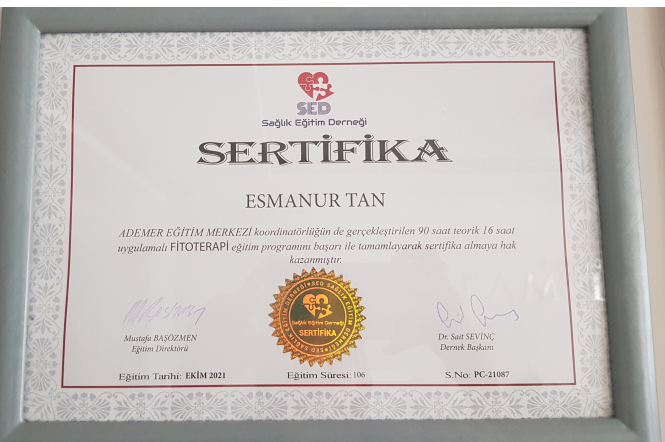 SED
Sağlık Eğitim Derneği
SERTİFİKA
ESMANUR TAN
ADEMER EĞİTİM MERKEZİ koordinatörlüğün de gerçekleştirilen 90 saat teorik 16 saat
uygulamalı FİTOTERAPİ eğitim programını başarı ile tamamlayarak sertifika almaya hak
kazanmıştır.
Sağlık Eğitim Derneği
SERTİFİKA
Mustafa BAŞÖZMEN
Eğitim Direktörü
Dr. Sait SEVİNÇ
Dernek Başkanı
Eğitim Tarihi: EKİM 2021
Eğitim Süresi: 106
S.No: PC-21087